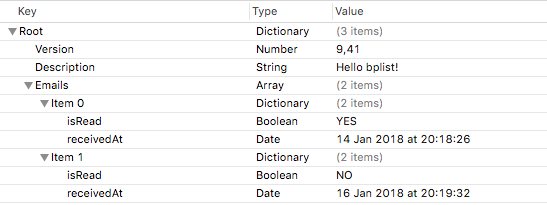 Key Type Value
Root Dictionary (3 items)
Version Number 9,41
Description String Hello bplist!
Emails Array (2 items)
Item 0 Dictionary (2 items)
isRead Boolean YES
receivedAt Date 14 Jan 2018 at 20:18:26
Item 1 Dictionary (2 items)
isRead Boolean NO
receivedAt Date 16 Jan 2018 at 20:19:32